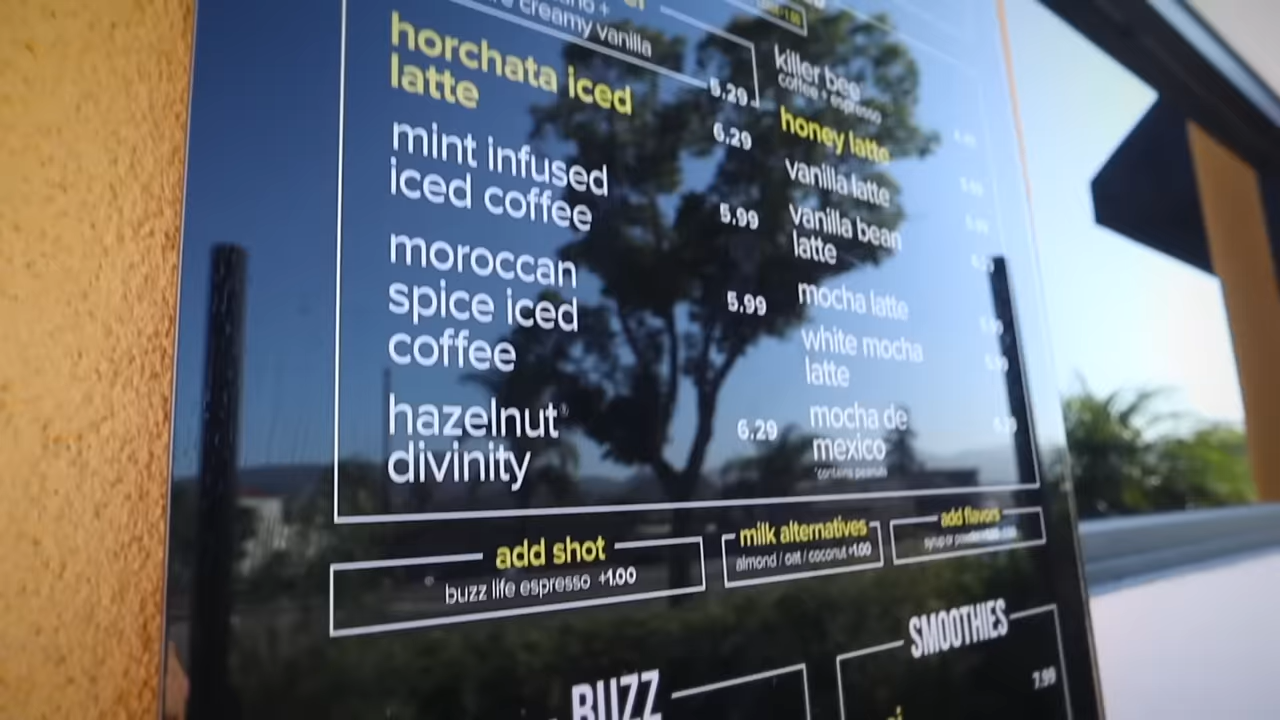 creamy vanilla
5.29
horchata iced
latte
6.29
mint infused
iced coffee
5.99
moroccan
spice iced
coffee
5.99
hazelnut
divinity
6.29
killer bee
coffee + espresso
honey latte
vanilla latte
vanilla bean
latte
mocha latte
white mocha
latte
mocha de
mexico
*contains peanuts
add shot
buzz life espresso +1.00
milk alternatives
almond / oat / coconut +1.00
add flavors
syrup or
BUZZ
SMOOTHIES
7.99